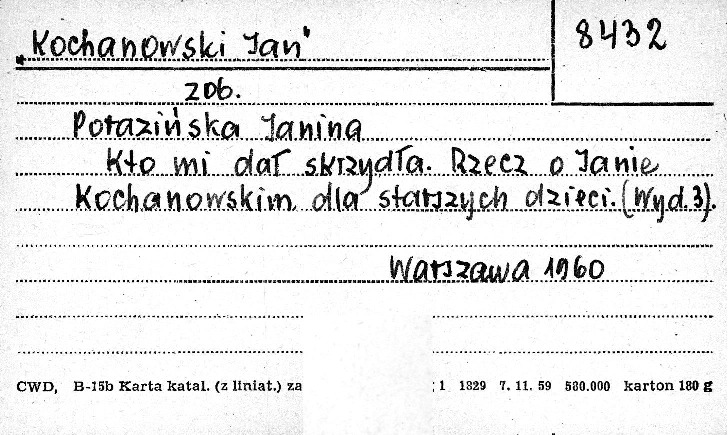 „Kochanowski Jan"
8432
zob.
Porazińska Janina
Kto mi dał skrzydła. Rzecz o Janie
Kochanowskim dla starszych dzieci. (Wyd. 3).
Warszawa 1960
CWD, B-15b Karta katal. (z liniat.) za ; 1 1829 7. 11. 59 580.000 karton 180 g